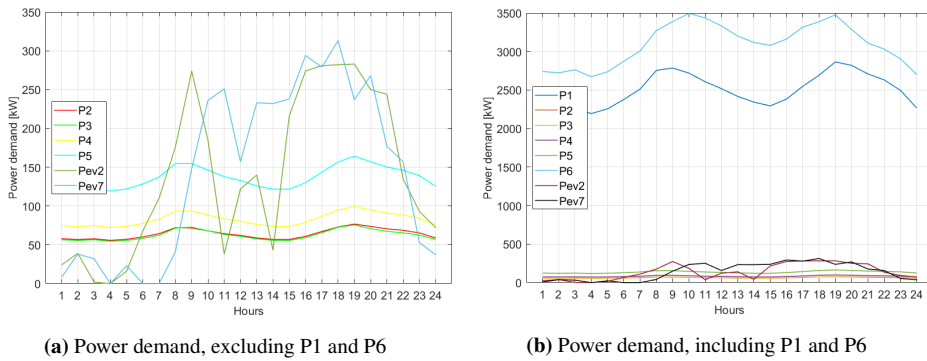 350
300
250
200
150
100
50
0
Power demand [kW]
P2
P3
P4
P5
Pev2
Pev7
1 2 3 4 5 6 7 8 9 10 11 12 13 14 15 16 17 18 19 20 21 22 23 24
Hours
(a) Power demand, excluding P1 and P6
3500
3000
2500
2000
1500
1000
500
0
Power demand [kW]
P1
P2
P3
P4
P5
P6
Pev2
Pev7
1 2 3 4 5 6 7 8 9 10 11 12 13 14 15 16 17 18 19 20 21 22 23 24
Hours
(b) Power demand, including P1 and P6